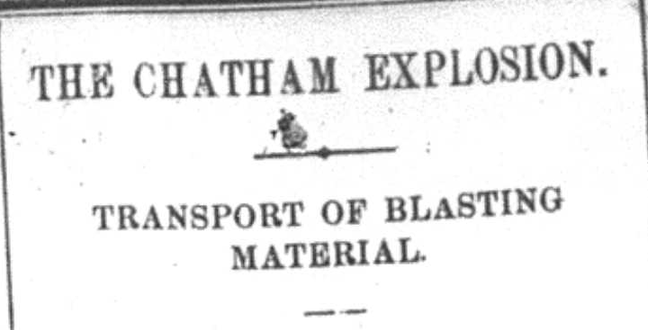 THE CHATHAM EXPLOSION.
TRANSPORT OF BLASTING
MATERIAL.